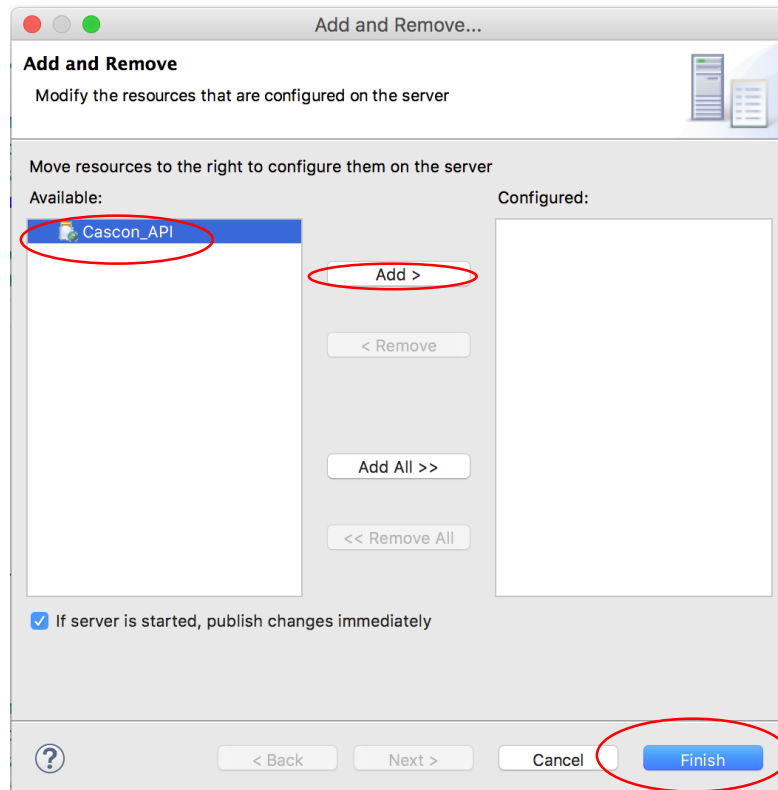 Add and Remove...
Add and Remove
Modify the resources that are configured on the server
Move resources to the right to configure them on the server
Available:
Configured:
Cascon_API
Add >
< Remove
Add All >>
<< Remove All
If server is started, publish changes immediately
?
< Back
Next >
Cancel
Finish